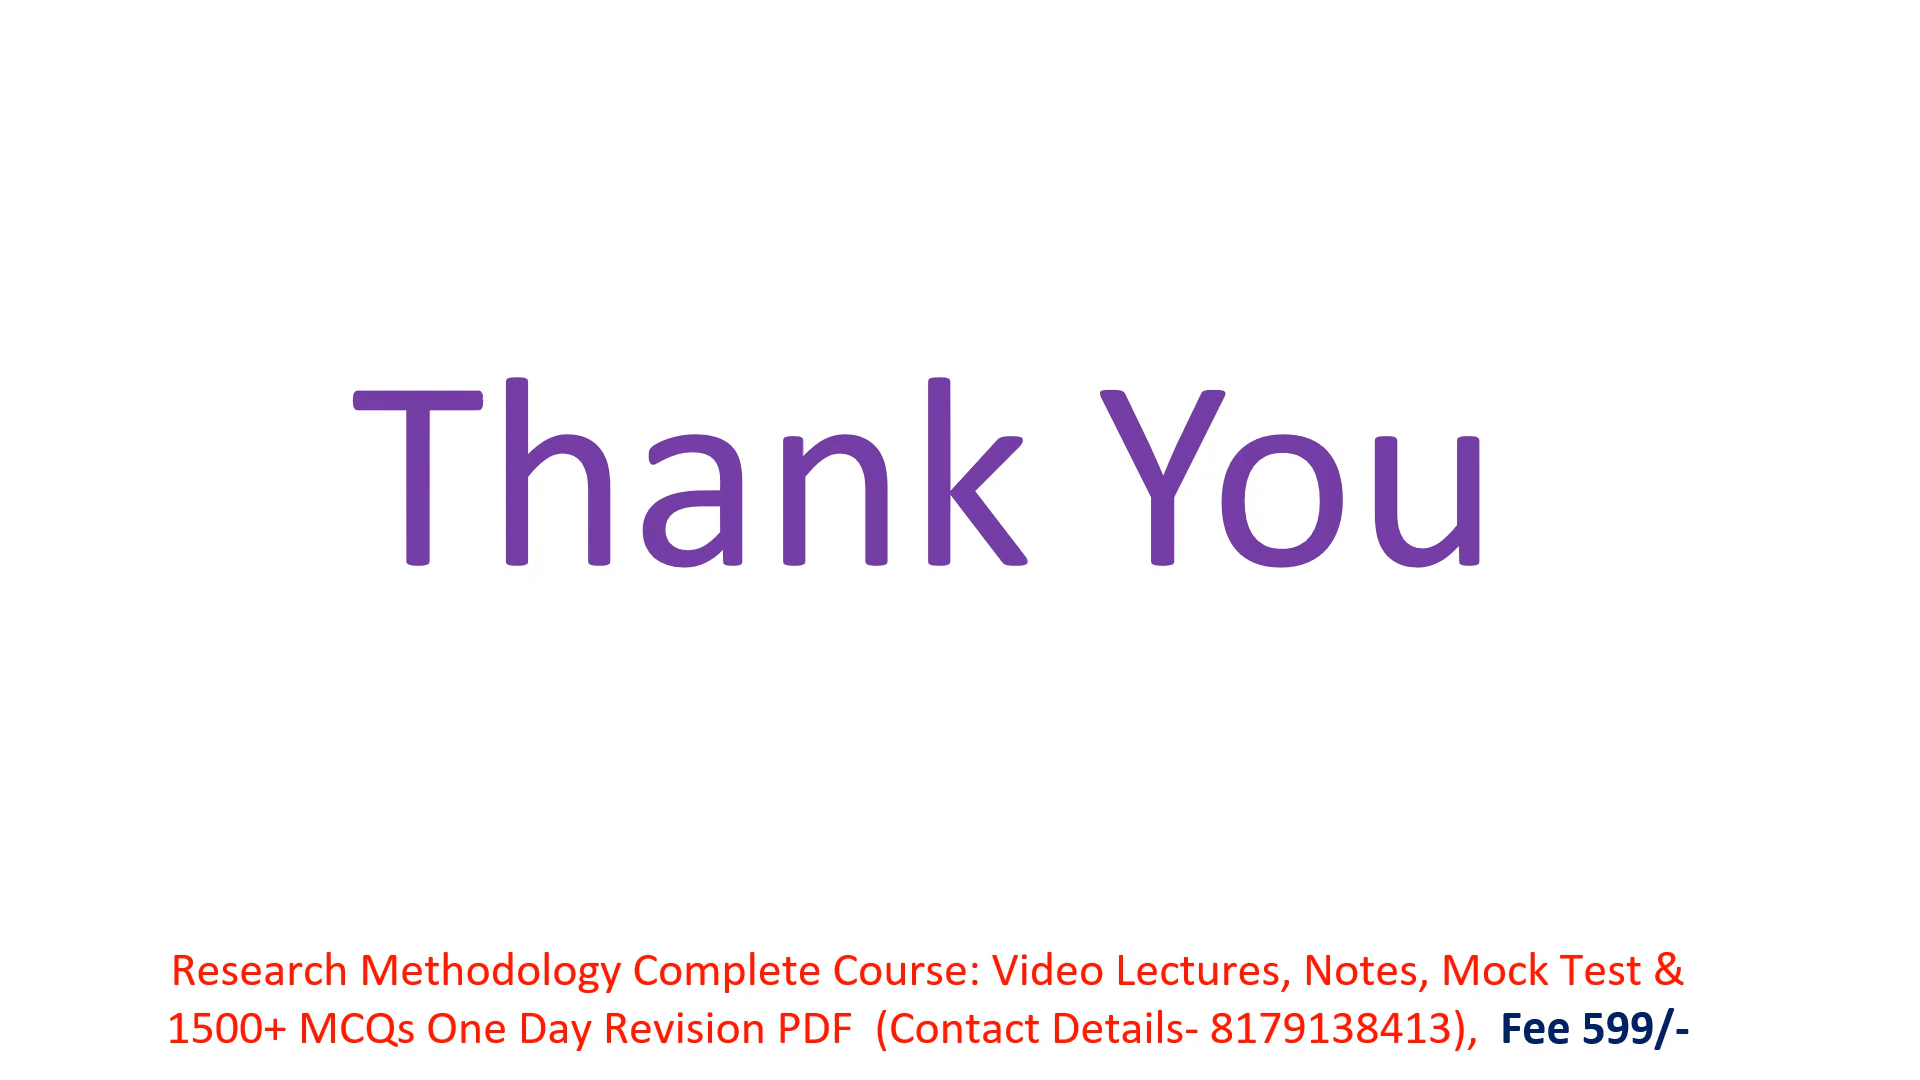 Thank You
Research Methodology Complete Course: Video Lectures, Notes, Mock Test &
1500+ MCQs One Day Revision PDF (Contact Details- 8179138413), Fee 599/-